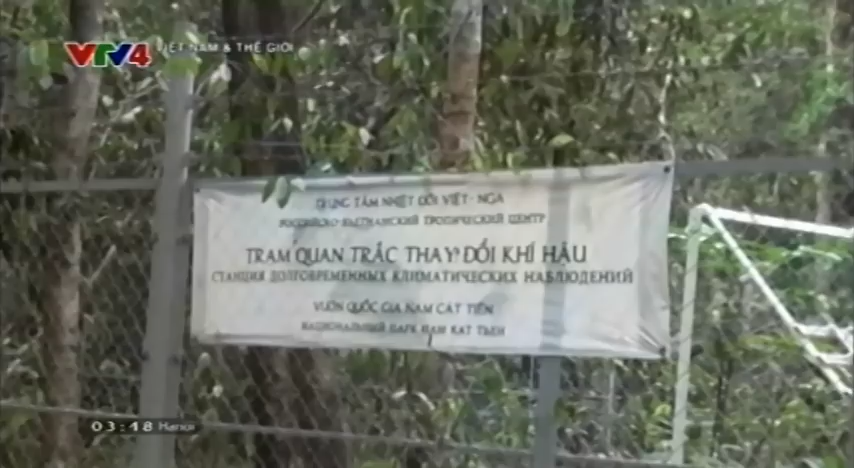 VTV4 VIỆT NAM & THẾ GIỚI
TRUNG TÂM NHIỆT ĐỚI VIỆT - NGA
РОССИЙСКО-ВЬЕТНАМСКИЙ ТРОПИЧЕСКИЙ ЦЕНТР
TRẠM QUAN TRẮC THAY ĐỔI KHÍ HẬU
СТАНЦИЯ ДОЛГОВРЕМЕННЫХ КЛИМАТИЧЕСКИХ НАБЛЮДЕНИЙ
VƯỜN QUỐC GIA NAM CÁT TIÊN
НАЦИОНАЛЬНЫЙ ПАРК НАМ КАТ ТЬЕН
03:48 Hanoi